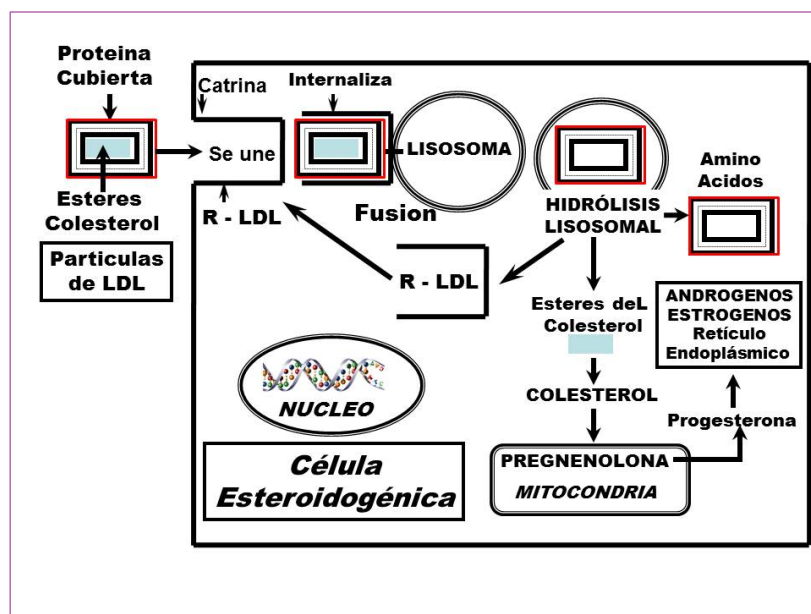 Proteina
Cubierta
Esteres
Colesterol
Particulas
de LDL
Catrina
Se une
R - LDL
Internaliza
LISOSOMA
Fusion
R - LDL
HIDRÓLISIS
LISOSOMAL
Amino
Acidos
Esteres deL
Colesterol
COLESTEROL
PREGNENOLONA
MITOCONDRIA
Progesterona
ANDROGENOS
ESTROGENOS
Retículo
Endoplásmico
NUCLEO
Célula
Esteroidogénica